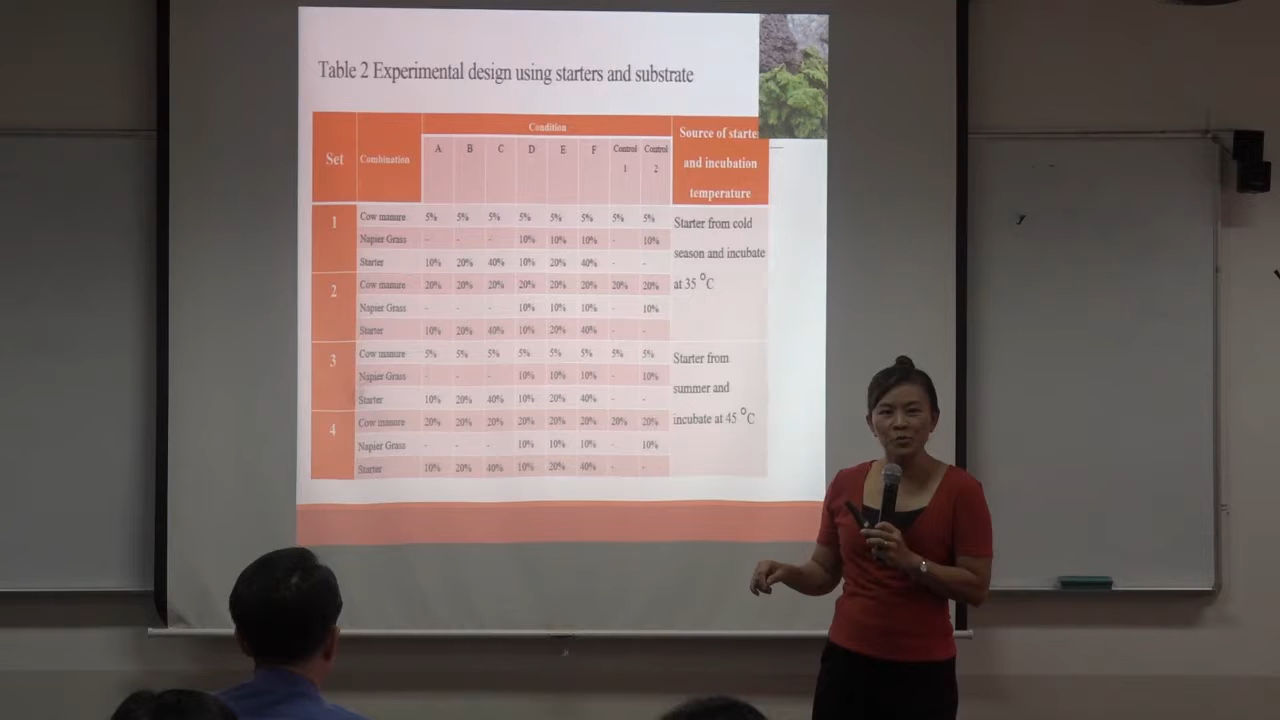 Table 2 Experimental design using starters and substrate
Set Combination Condition Source of starte
and incubation
temperature
A B C D E F Control 1 Control 2
1 Cow manure 5% 5% 5% 5% 5% 5% 5% 5% Starter from cold
Napier Grass - - - 10% 10% 10% - 10% season and incubate
Starter 10% 20% 40% 10% 20% 40% - - at 35 °C
2 Cow manure 20% 20% 20% 20% 20% 20% 20% 20%
Napier Grass - - - 10% 10% 10% - 10%
Starter 10% 20% 40% 10% 20% 40% - -
3 Cow manure 5% 5% 5% 5% 5% 5% 5% 5% Starter from
Napier Grass - - - 10% 10% 10% - 10% summer and
Starter 10% 20% 40% 10% 20% 40% - - incubate at 45 °C
4 Cow manure 20% 20% 20% 20% 20% 20% 20% 20%
Napier Grass - - - 10% 10% 10% - 10%
Starter 10% 20% 40% 10% 20% 40% - -